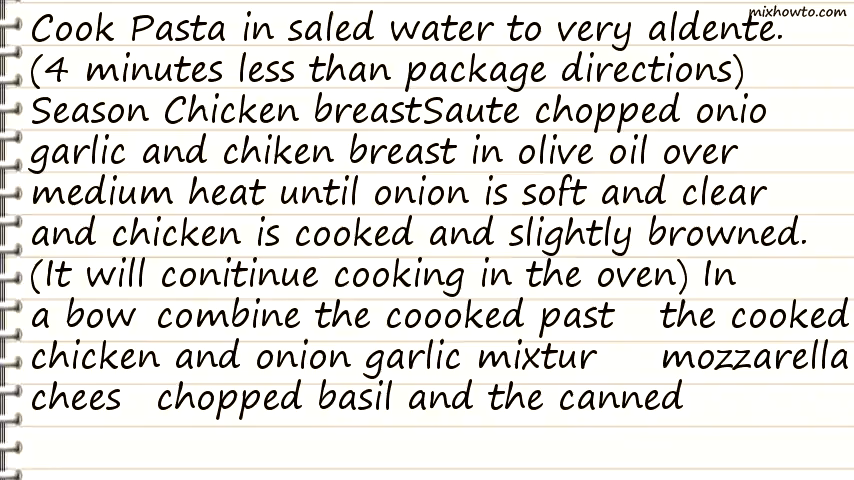 mixhowto.com
Cook Pasta in saled water to very aldente.
(4 minutes less than package directions)
Season Chicken breastSaute chopped onio
garlic and chiken breast in olive oil over
medium heat until onion is soft and clear
and chicken is cooked and slightly browned.
(It will conitinue cooking in the oven) In
a bow combine the coooked past the cooked
chicken and onion garlic mixtur mozzarella
chees chopped basil and the canned